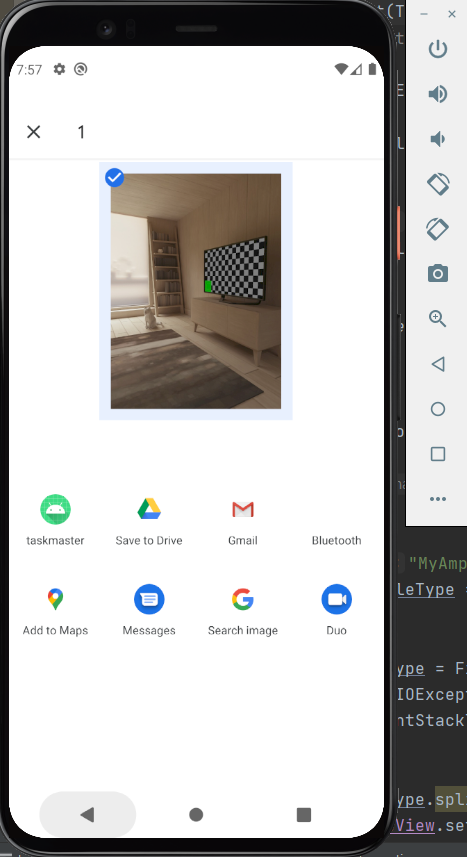 7:57
1
taskmaster
Save to Drive
Gmail
Bluetooth
Add to Maps
Messages
Search image
Duo
"MyAmp
leType =
ype = F
IOExcept
ntStack
ype.spl
View.se